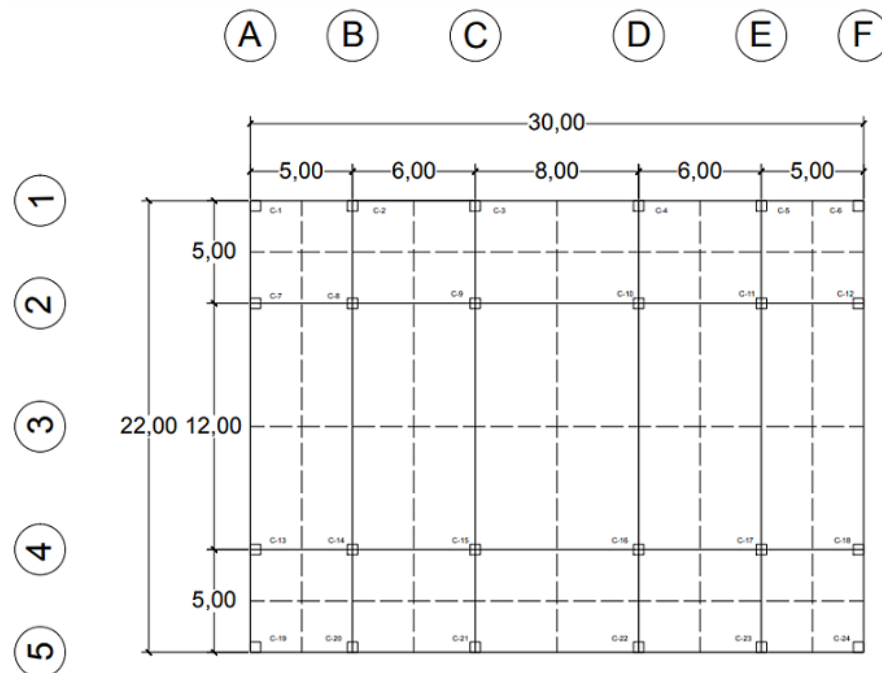 A B C D E F
30,00
5,00 6,00 8,00 6,00 5,00
1
C-1 C-2 C-3 C-4 C-5 C-6
5,00
2
C-7 C-8 C-9 C-10 C-11 C-12
3
22,00 12,00
4
C-13 C-14 C-15 C-16 C-17 C-18
5,00
5
C-19 C-20 C-21 C-22 C-23 C-24